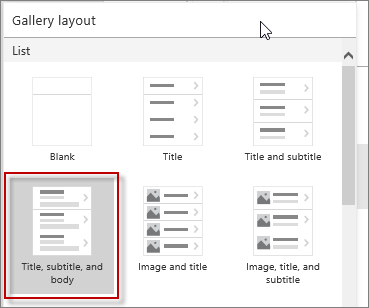 Gallery layout
List
Blank
Title
Title and subtitle
Title, subtitle, and
body
Image and title
Image, title, and
subtitle